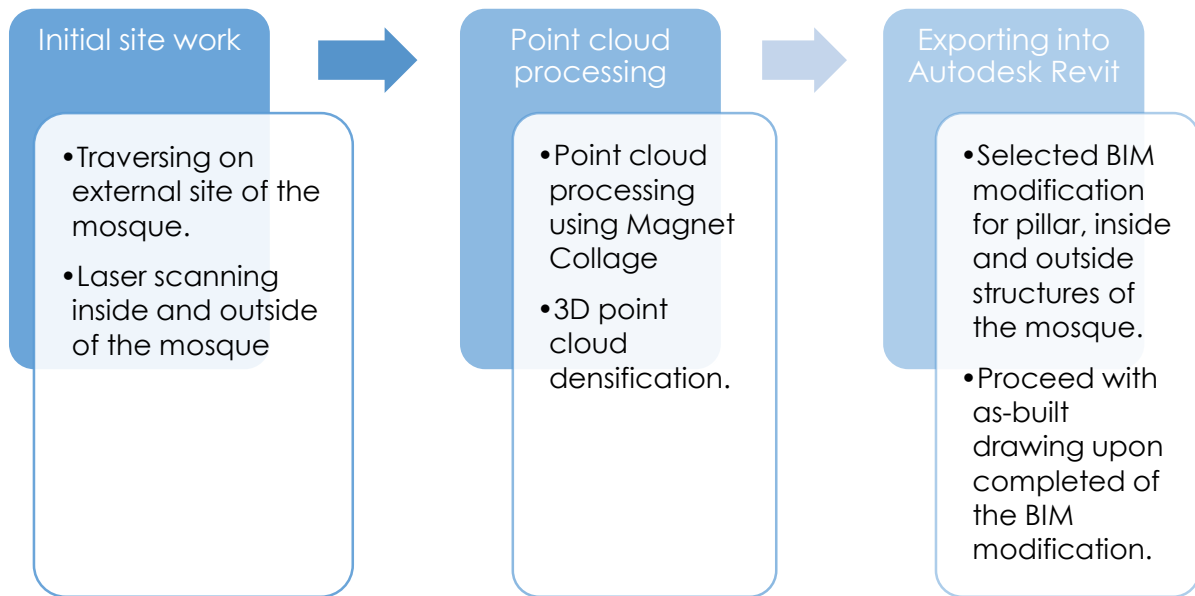 Initial site work
•Traversing on
external site of the
mosque.
•Laser scanning
inside and outside
of the mosque
Point cloud
processing
•Point cloud
processing
using Magnet
Collage
•3D point
cloud
densification.
Exporting into
Autodesk Revit
•Selected BIM
modification
for pillar, inside
and outside
structures of
the mosque.
•Proceed with
as-built
drawing upon
completed of
the BIM
modification.